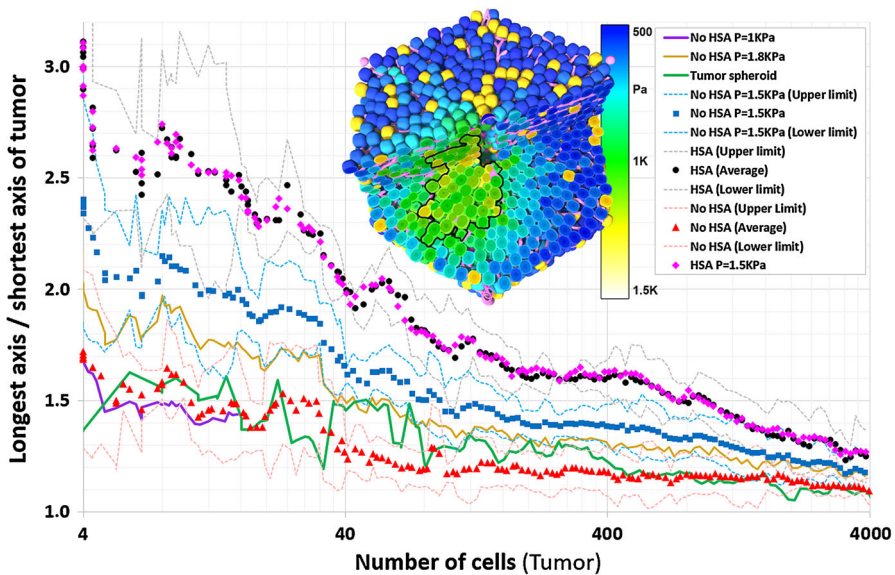 Longest axis / shortest axis of tumor
3.0
2.5
2.0
1.5
1.0
4
40
400
4000
Number of cells (Tumor)
500
Pa
1K
1.5K
No HSA P=1KPa
No HSA P=1.8KPa
Tumor spheroid
No HSA P=1.5KPa (Upper limit)
No HSA P=1.5KPa
No HSA P=1.5KPa (Lower limit)
HSA (Upper limit)
HSA (Average)
HSA (Lower limit)
No HSA (Upper Limit)
No HSA (Average)
No HSA (Lower limit)
HSA P=1.5KPa